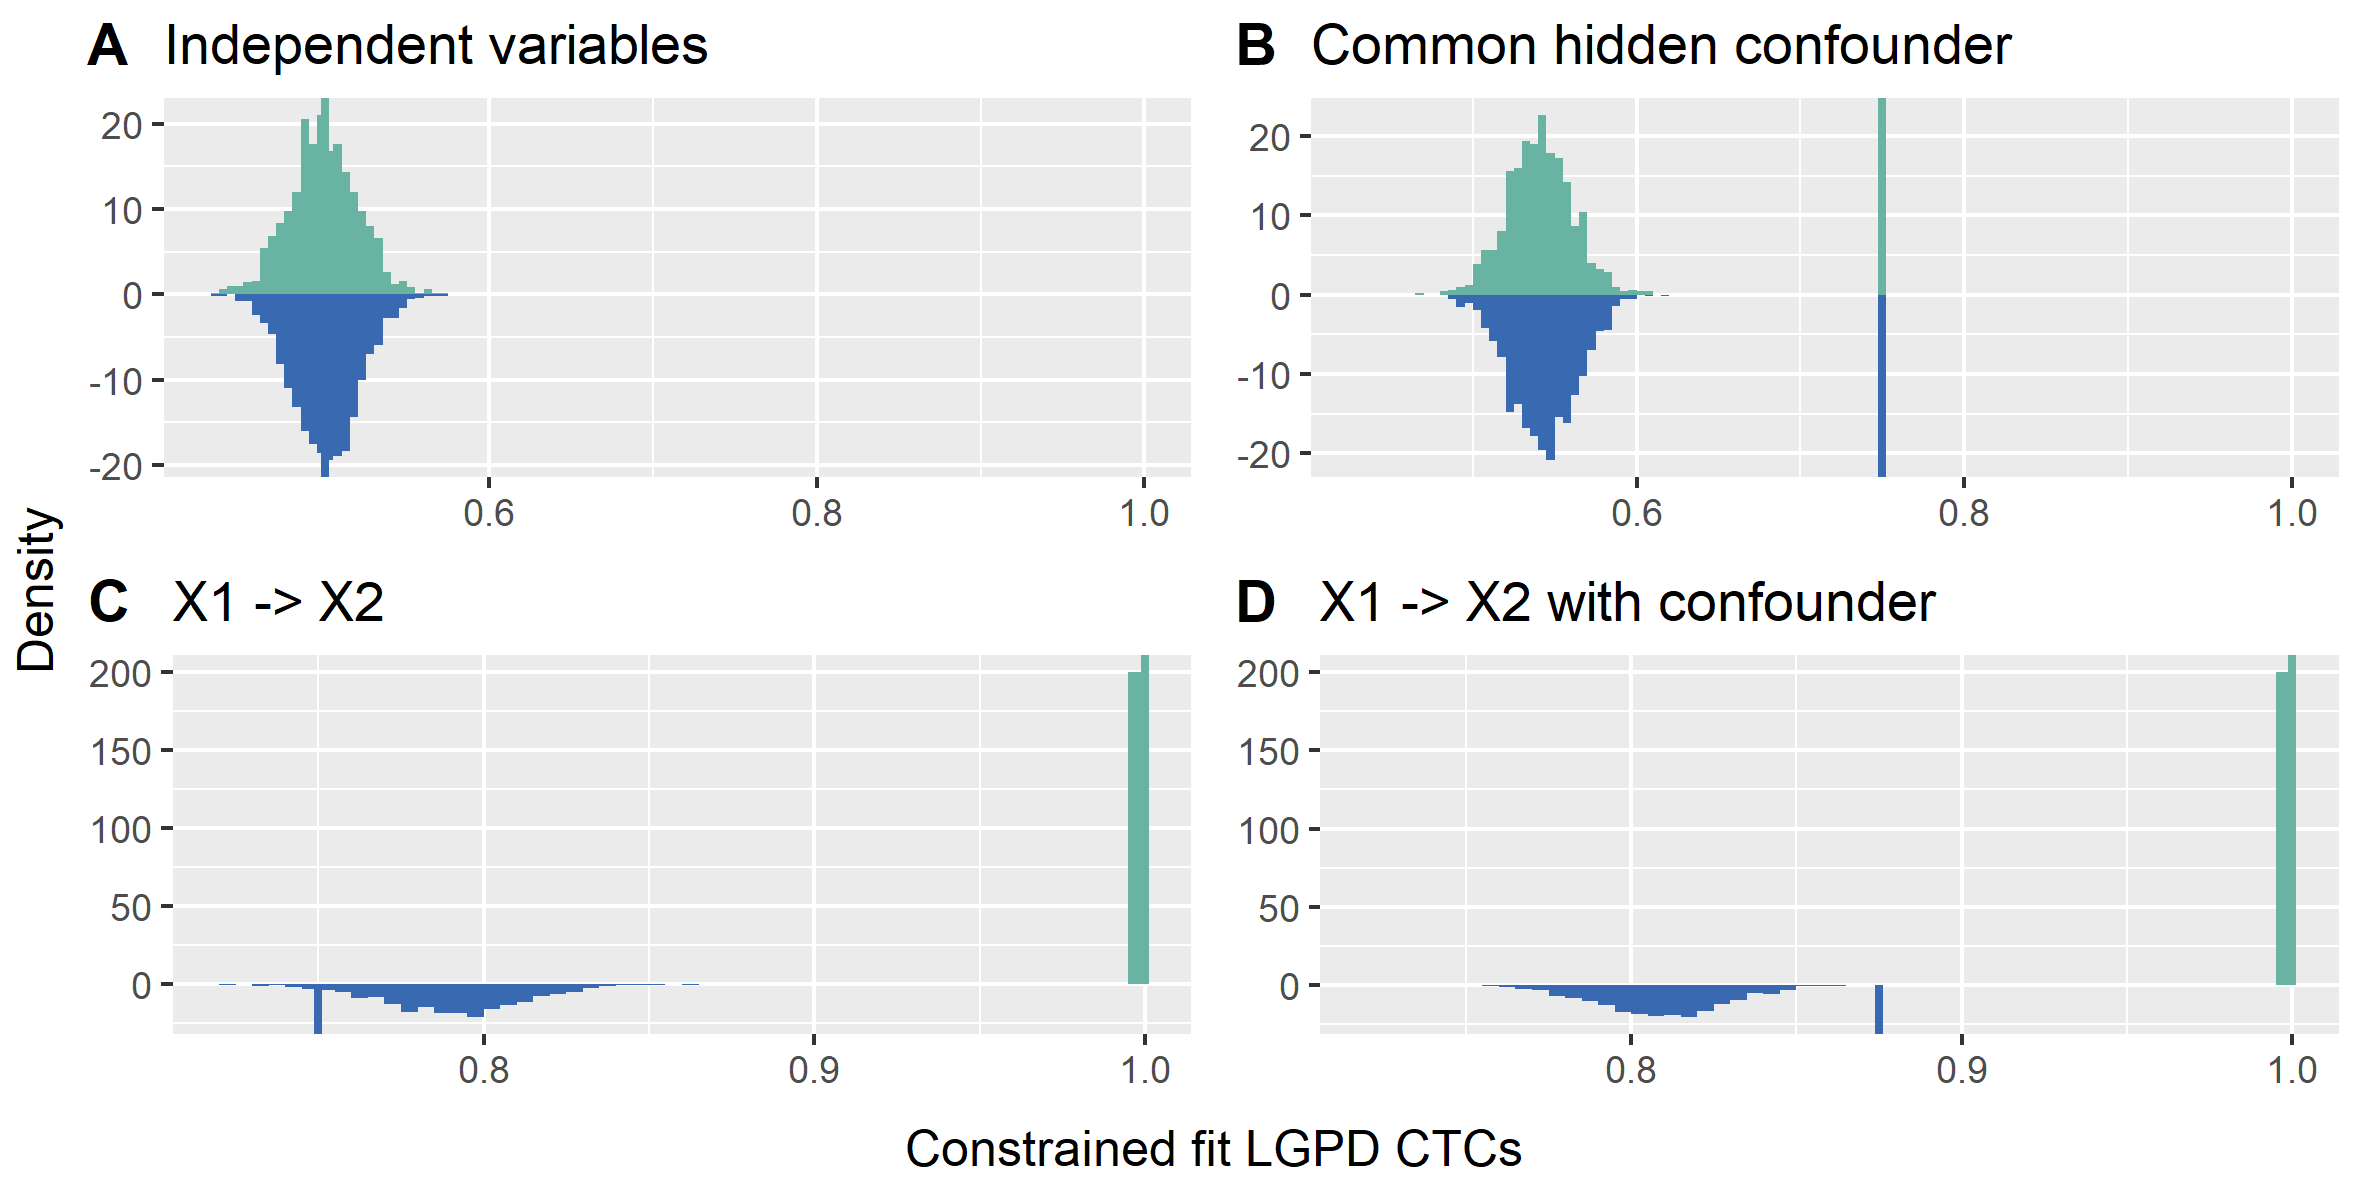 A Independent variables
20
10
0
-10
-20
0.6 0.8 1.0
B Common hidden confounder
20
10
0
-10
-20
0.6 0.8 1.0
Density
C X1 -> X2
200
150
100
50
0
0.8 0.9 1.0
D X1 -> X2 with confounder
200
150
100
50
0
0.8 0.9 1.0
Constrained fit LGPD CTCs